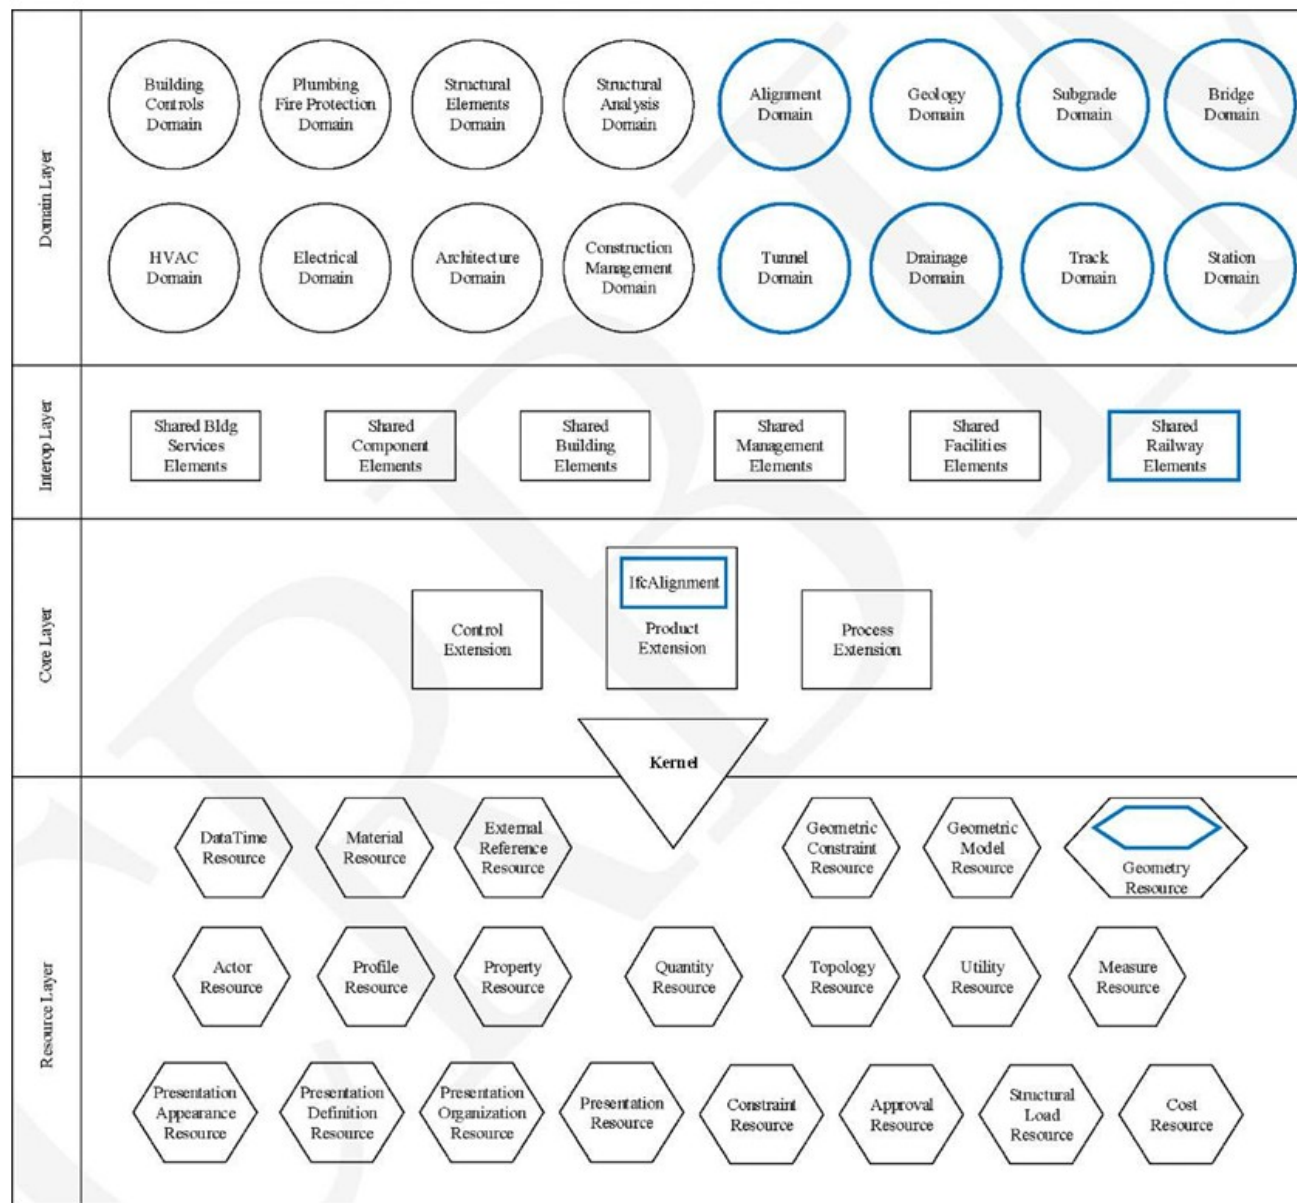 Domain Layer
Building
Controls
Domain
Plumbing
Fire Protection
Domain
Structural
Elements
Domain
Structural
Analysis
Domain
Alignment
Domain
Geology
Domain
Subgrade
Domain
Bridge
Domain
HVAC
Domain
Electrical
Domain
Architecture
Domain
Construction
Management
Domain
Tunnel
Domain
Drainage
Domain
Track
Domain
Station
Domain
Interop Layer
Shared Bldg
Services
Elements
Shared
Component
Elements
Shared
Building
Elements
Shared
Management
Elements
Shared
Facilities
Elements
Shared
Railway
Elements
Core Layer
Control
Extension
IfcAlignment
Product
Extension
Process
Extension
Kernel
Resource Layer
DataTime
Resource
Material
Resource
External
Reference
Resource
Geometric
Constraint
Resource
Geometric
Model
Resource
Geometry
Resource
Actor
Resource
Profile
Resource
Property
Resource
Quantity
Resource
Topology
Resource
Utility
Resource
Measure
Resource
Presentation
Appearance
Resource
Presentation
Definition
Resource
Presentation
Organization
Resource
Presentation
Resource
Constraint
Resource
Approval
Resource
Structural
Load
Resource
Cost
Resource